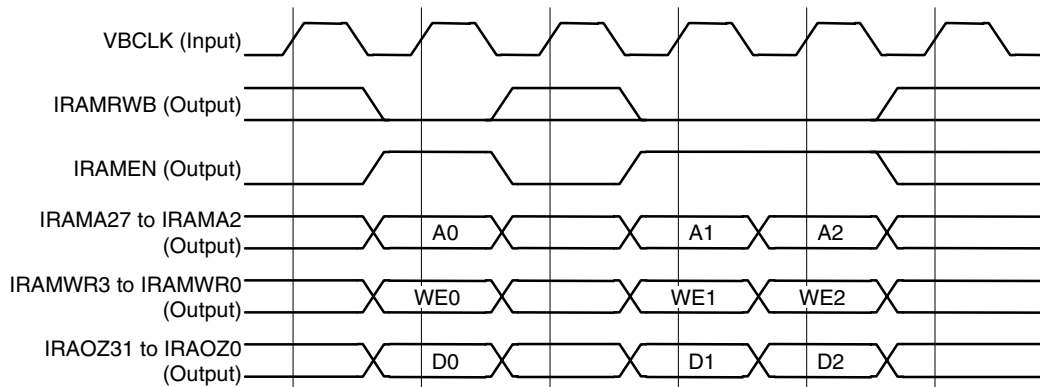 VBCLK (Input)
IRAMRWB (Output)
IRAMEN (Output)
IRAMA27 to IRAMA2
(Output)
A0 A1 A2
IRAMWR3 to IRAMWR0
(Output)
WE0 WE1 WE2
IRAOZ31 to IRAOZ0
(Output)
D0 D1 D2